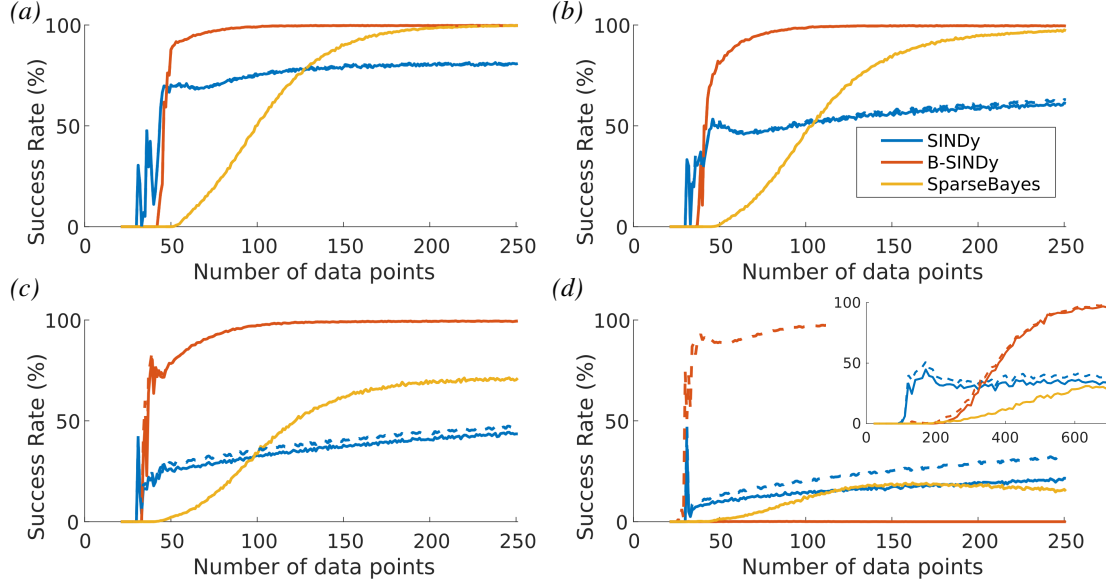 (a)
Success Rate (%)
100
50
0
0 50 100 150 200 250
Number of data points
(b)
Success Rate (%)
100
50
0
0 50 100 150 200 250
Number of data points
SINDy
B-SINDy
SparseBayes
(c)
Success Rate (%)
100
50
0
0 50 100 150 200 250
Number of data points
(d)
Success Rate (%)
100
50
0
0 50 100 150 200 250
Number of data points
100
50
0
0 200 400 600